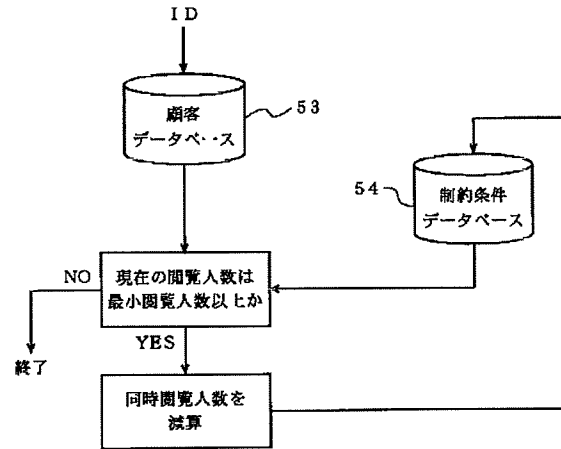 ID
顧客
データベース
53
54
制約条件
データベース
NO
現在の閲覧人数は
最小閲覧人数以上か
YES
終了
同時閲覧人数を
減算